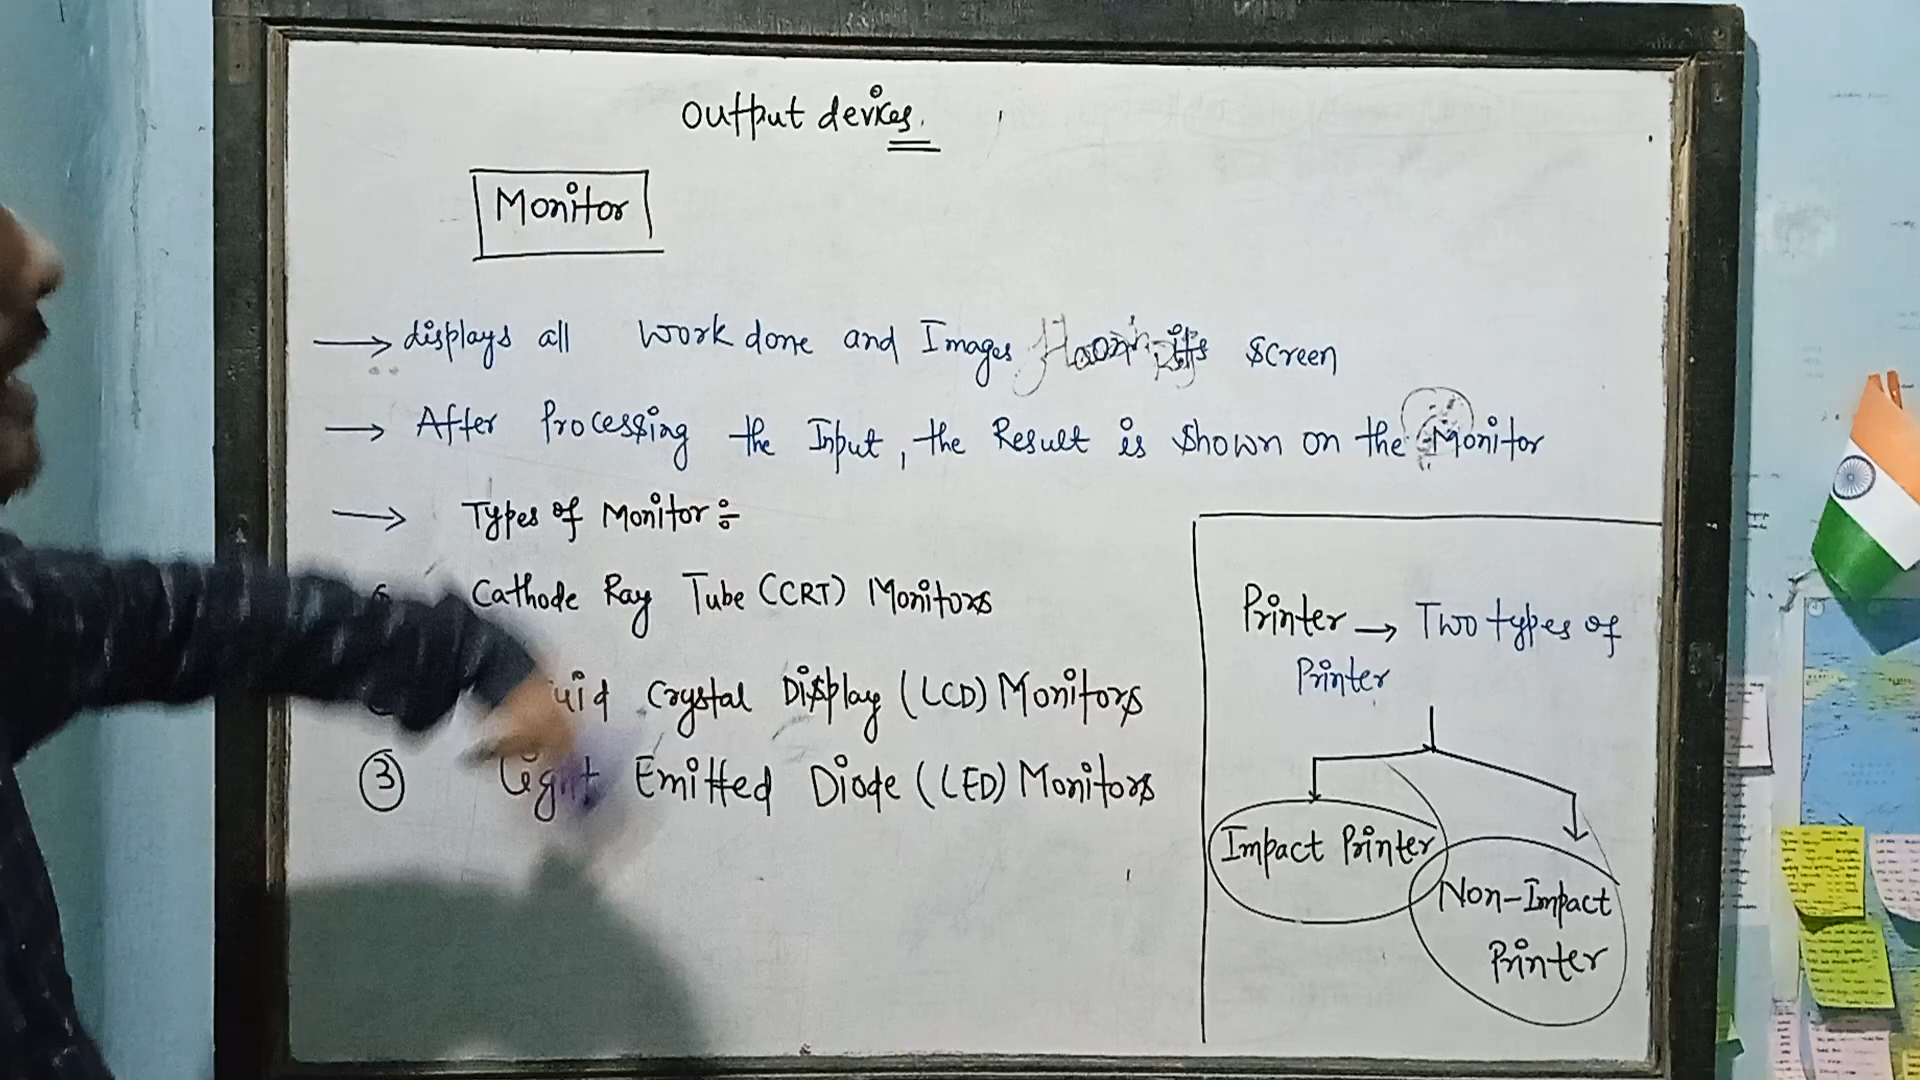 Output devices.
Monitor
→ displays all Work done and Images its Screen
→ After Processing the Input, the Result is Shown on the Monitor
→ Types of Monitor :-
Cathode Ray Tube (CRT) Monitors
Crystal Display (LCD) Monitors
③ Light Emitted Diode (LED) Monitors
Printer → Two types of
Printer
Impact Printer
Non-Impact
Printer